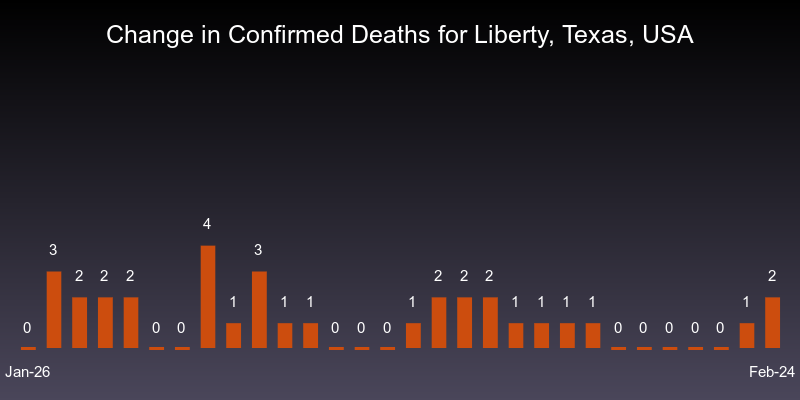 Change in Confirmed Deaths for Liberty, Texas, USA
0 3 2 2 2 0 0 4 1 3 1 1 0 0 0 1 2 2 2 1 1 1 1 0 0 0 0 0 1 2
Jan-26 Feb-24